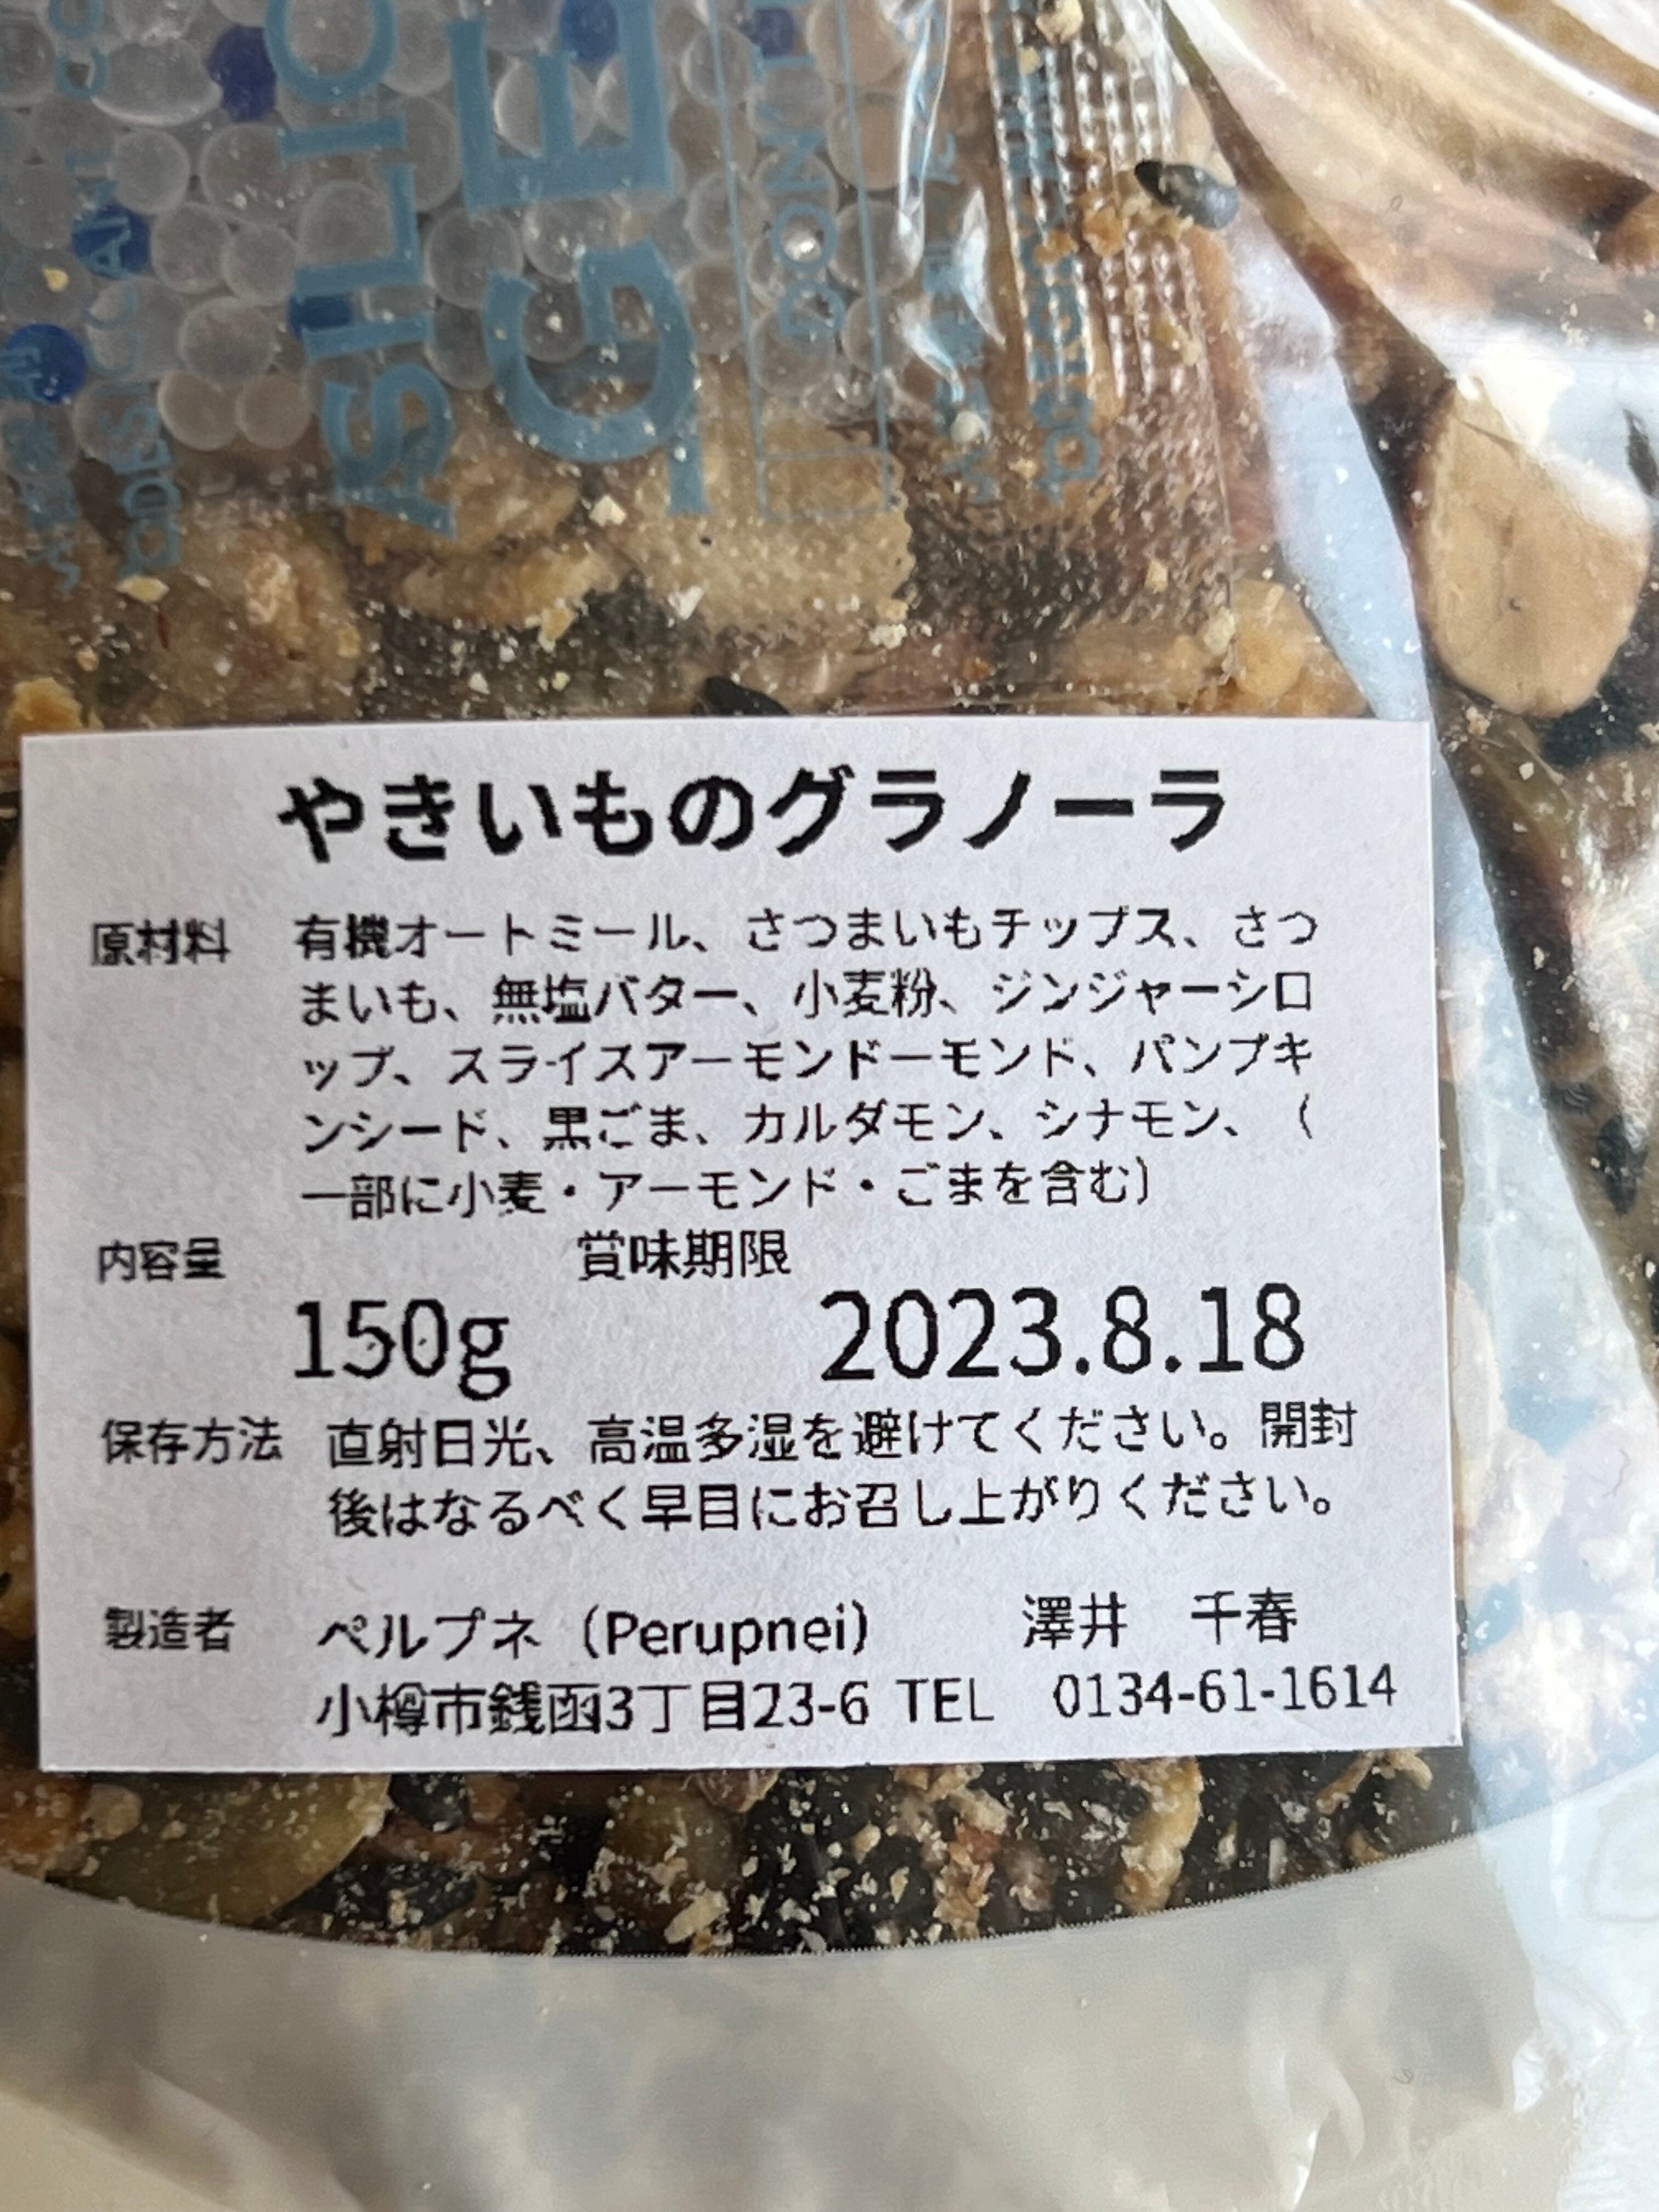 SILICA
GEL
DON'T
やきいものグラノーラ
原材料 有機オートミール、さつまいもチップス、さつ
まいも、無塩バター、小麦粉、ジンジャーシロ
ップ、スライスアーモンドーモンド、パンプキ
ンシード、黒ごま、カルダモン、シナモン、（
一部に小麦・アーモンド・ごまを含む）
内容量 賞味期限
150g 2023.8.18
保存方法 直射日光、高温多湿を避けてください。開封
後はなるべく早目にお召し上がりください。
製造者 ペルプネ（Perupnei） 澤井 千春
小樽市銭函3丁目23-6 TEL 0134-61-1614